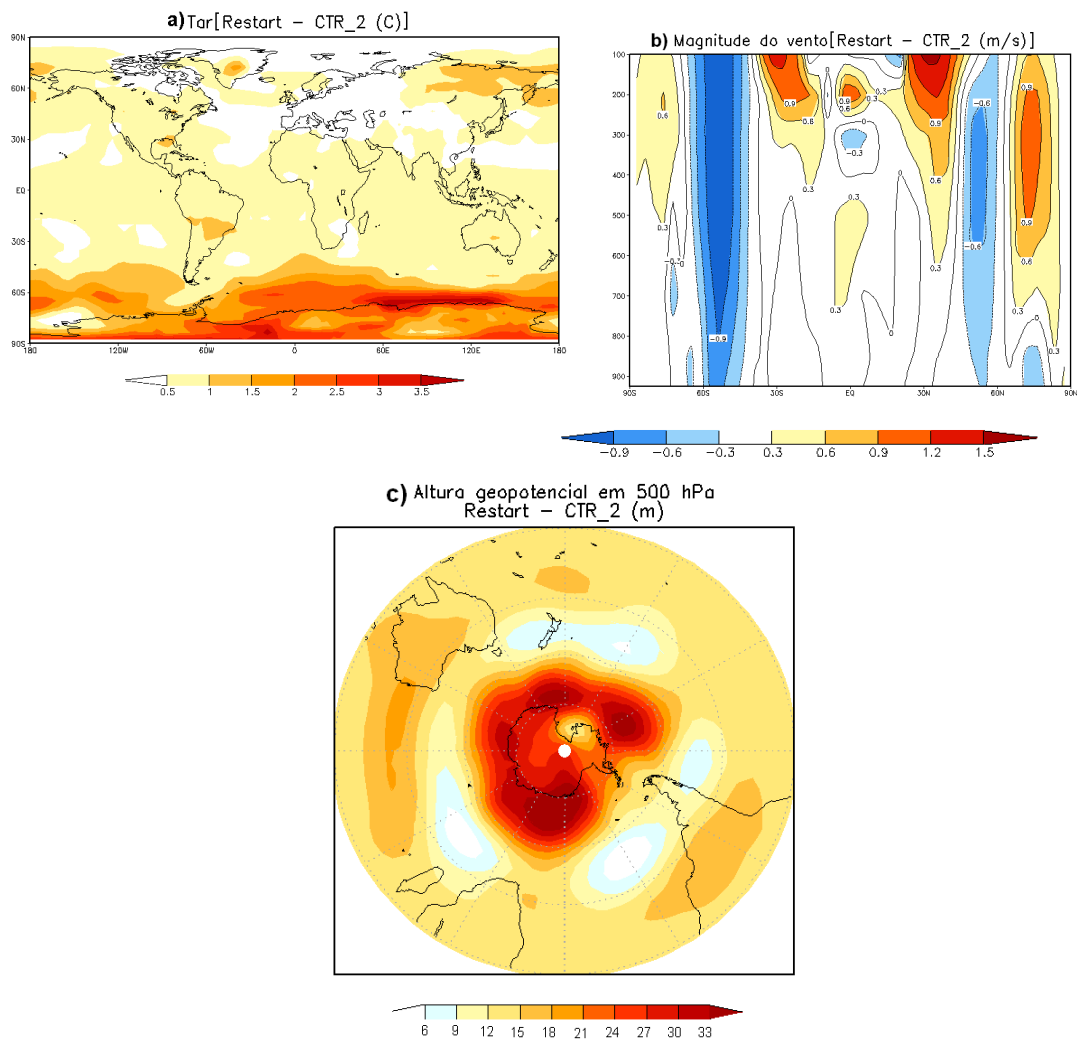 a) Tar[Restart – CTR_2 (C)]
90N
60N
30N
EQ
30S
60S
90S
180 120W 60W 0 60E 120E 180
0.5 1 1.5 2 2.5 3 3.5
b) Magnitude do vento[Restart – CTR_2 (m/s)]
100
200
300
400
500
600
700
800
900
90S 60S 30S EQ 30N 60N 90N
−0.9 −0.6 −0.3 0.3 0.6 0.9 1.2 1.5
c) Altura geopotencial em 500 hPa
Restart – CTR_2 (m)
6 9 12 15 18 21 24 27 30 33